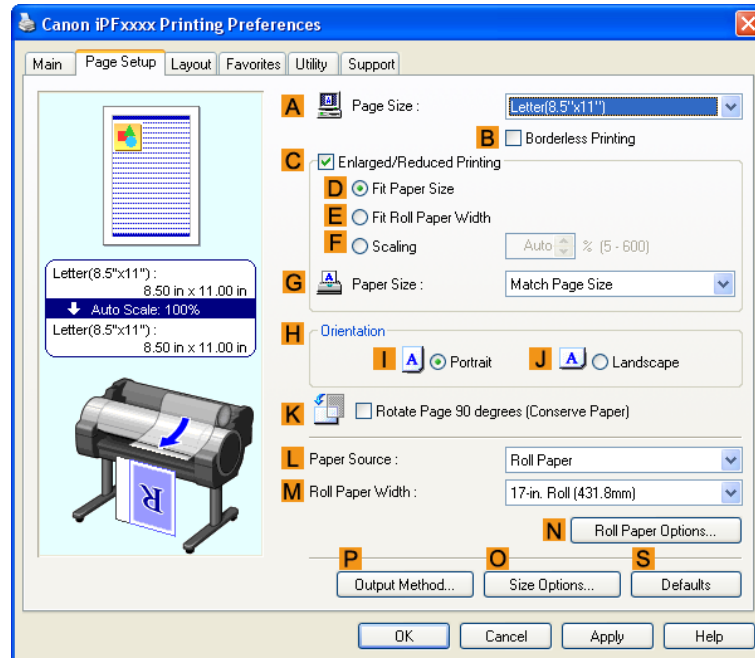 Canon iPFxxxx Printing Preferences
Main Page Setup Layout Favorites Utility Support
A Page Size : Letter(8.5"x11")
B Borderless Printing
C Enlarged/Reduced Printing
D Fit Paper Size
E Fit Roll Paper Width
F Scaling Auto % (5 - 600)
G Paper Size : Match Page Size
Letter(8.5"x11") :
8.50 in x 11.00 in
Auto Scale: 100%
Letter(8.5"x11") :
8.50 in x 11.00 in
H Orientation
I A Portrait J A Landscape
K Rotate Page 90 degrees (Conserve Paper)
L Paper Source : Roll Paper
M Roll Paper Width : 17-in. Roll (431.8mm)
R
N Roll Paper Options...
P O S
Output Method... Size Options... Defaults
OK Cancel Apply Help